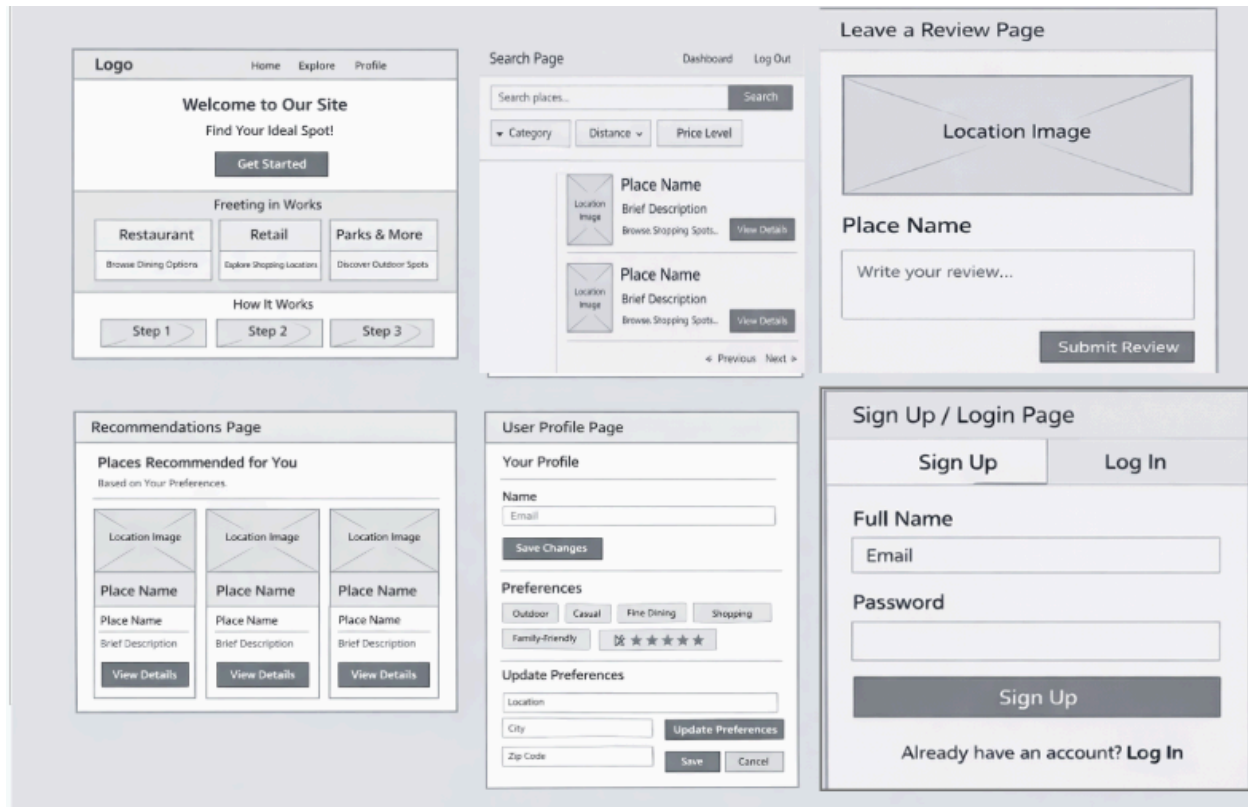 Logo Home Explore Profile
Welcome to Our Site
Find Your Ideal Spot!
Get Started
Freeting in Works
Restaurant Retail Parks & More
Browse Dining Options Explore Shopping Locations Discover Outdoor Spots
How It Works
Step 1 Step 2 Step 3
Search Page Dashboard Log Out
Search places... Search
Category Distance Price Level
Location Image
Place Name
Brief Description
Browse. Shopping Spots.. View Details
Location Image
Place Name
Brief Description
Browse. Shopping Spots.. View Details
Previous Next
Leave a Review Page
Location Image
Place Name
Write your review...
Submit Review
Recommendations Page
Places Recommended for You
Based on Your Preferences.
Location Image Location Image Location Image
Place Name Place Name Place Name
Place Name Place Name Place Name
Brief Description Brief Description Brief Description
View Details View Details View Details
User Profile Page
Your Profile
Name
Email
Save Changes
Preferences
Outdoor Casual Fine Dining Shopping
Family-Friendly
Update Preferences
Location
City Update Preferences
Zip Code Save Cancel
Sign Up / Login Page
Sign Up Log In
Full Name
Email
Password
Sign Up
Already have an account? Log In